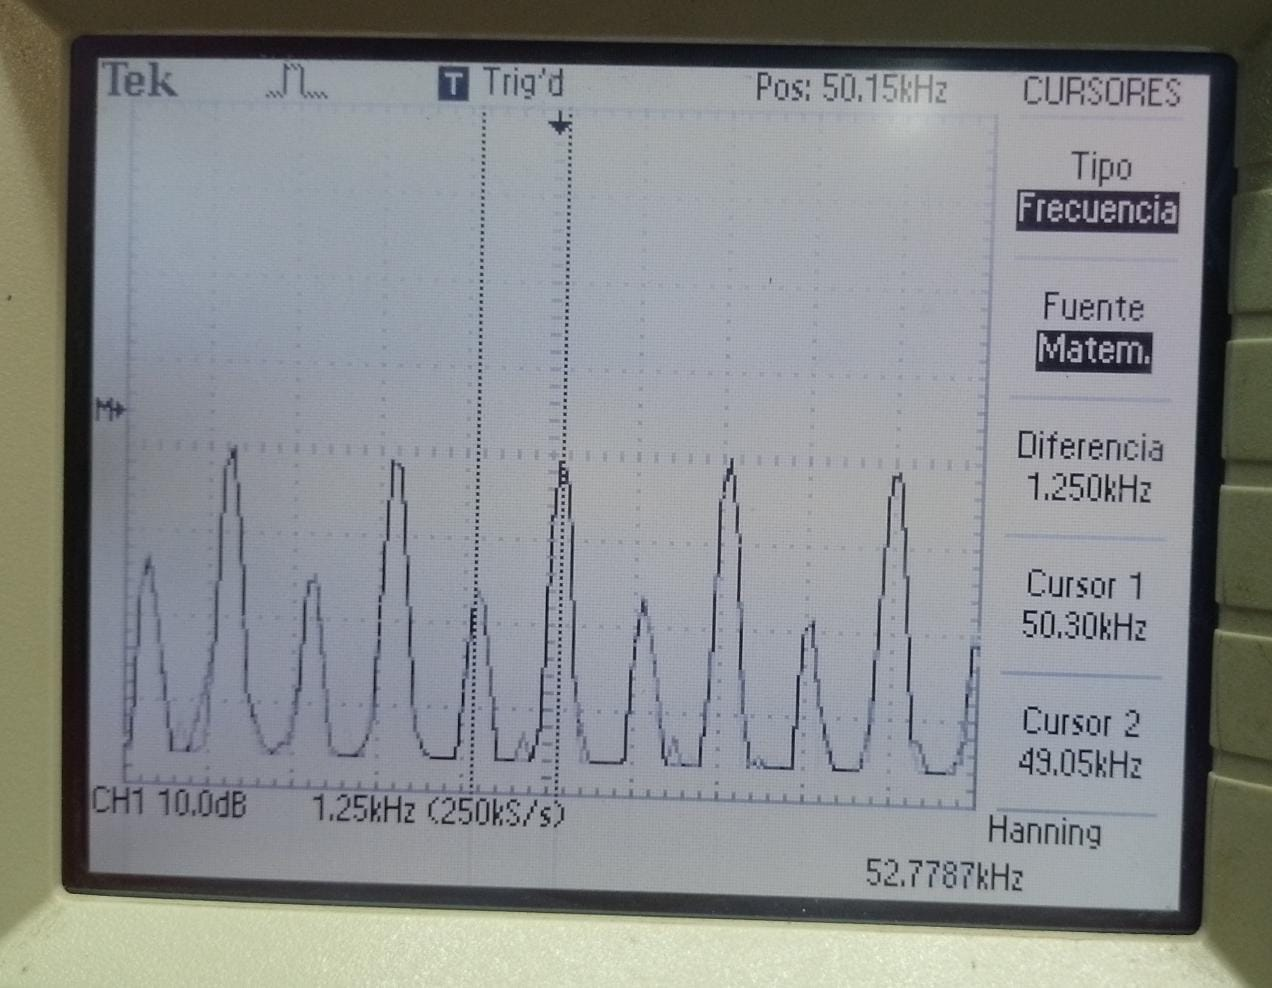 Tek T Trig'd Pos: 50.15kHz CURSORES
Tipo
Frecuencia
Fuente
Matem.
M
Diferencia
1.250kHz
Cursor 1
50.30kHz
Cursor 2
49.05kHz
CH1 10.0dB 1.25kHz (250kS/s) Hanning
52.7787kHz